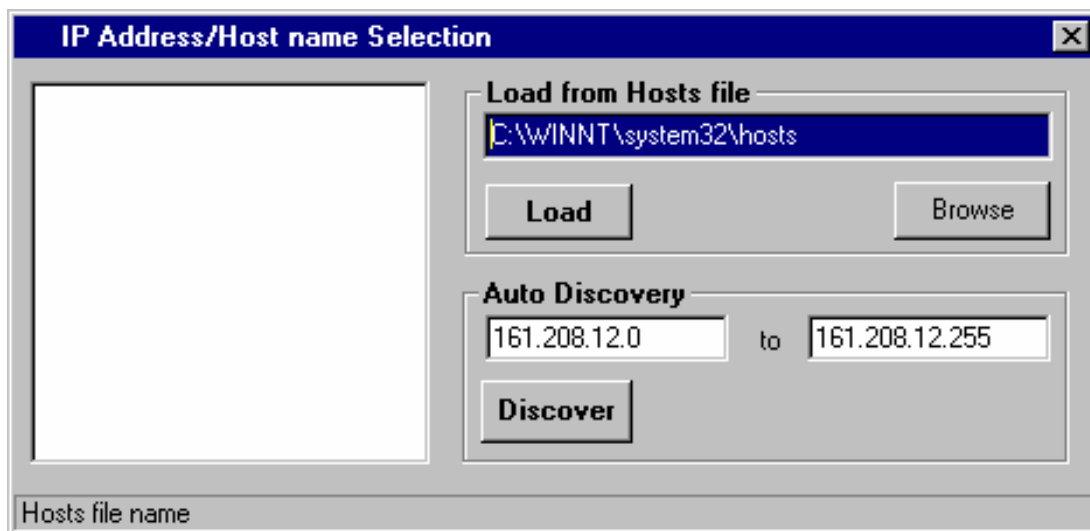 IP Address/Host name Selection
Load from Hosts file
C:\WINNT\system32\hosts
Load
Browse
Auto Discovery
161.208.12.0 to 161.208.12.255
Discover
Hosts file name